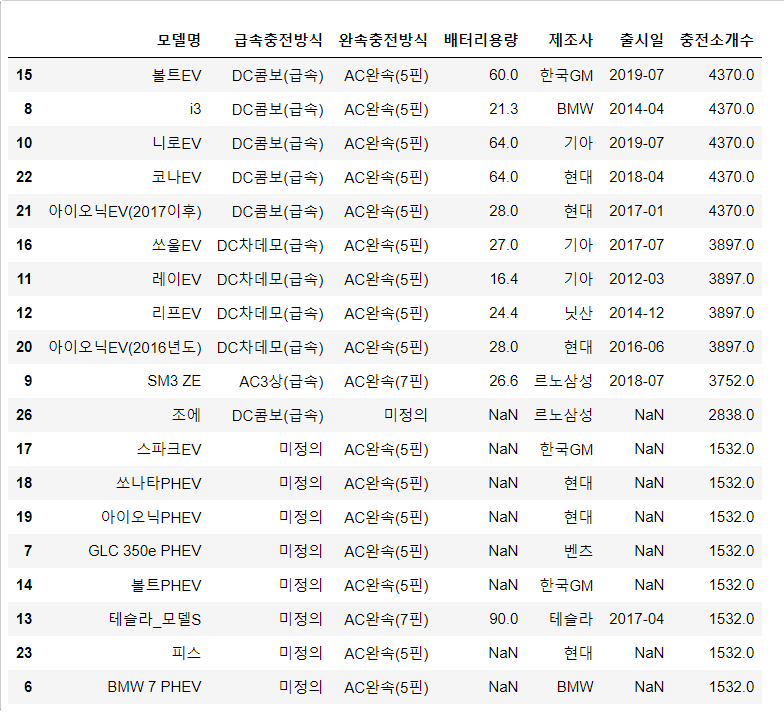 모델명 급속충전방식 완속충전방식 배터리용량 제조사 출시일 충전소개수
15 볼트EV DC콤보(급속) AC완속(5핀) 60.0 한국GM 2019-07 4370.0
8 i3 DC콤보(급속) AC완속(5핀) 21.3 BMW 2014-04 4370.0
10 니로EV DC콤보(급속) AC완속(5핀) 64.0 기아 2019-07 4370.0
22 코나EV DC콤보(급속) AC완속(5핀) 64.0 현대 2018-04 4370.0
21 아이오닉EV(2017이후) DC콤보(급속) AC완속(5핀) 28.0 현대 2017-01 4370.0
16 쏘울EV DC차데모(급속) AC완속(5핀) 27.0 기아 2017-07 3897.0
11 레이EV DC차데모(급속) AC완속(5핀) 16.4 기아 2012-03 3897.0
12 리프EV DC차데모(급속) AC완속(5핀) 24.4 닛산 2014-12 3897.0
20 아이오닉EV(2016년도) DC차데모(급속) AC완속(5핀) 28.0 현대 2016-06 3897.0
9 SM3 ZE AC3상(급속) AC완속(7핀) 26.6 르노삼성 2018-07 3752.0
26 조에 DC콤보(급속) 미정의 NaN 르노삼성 NaN 2838.0
17 스파크EV 미정의 AC완속(5핀) NaN 한국GM NaN 1532.0
18 쏘나타PHEV 미정의 AC완속(5핀) NaN 현대 NaN 1532.0
19 아이오닉PHEV 미정의 AC완속(5핀) NaN 현대 NaN 1532.0
7 GLC 350e PHEV 미정의 AC완속(5핀) NaN 벤츠 NaN 1532.0
14 볼트PHEV 미정의 AC완속(5핀) NaN 한국GM NaN 1532.0
13 테슬라_모델S 미정의 AC완속(7핀) 90.0 테슬라 2017-04 1532.0
23 피스 미정의 AC완속(5핀) NaN 현대 NaN 1532.0
6 BMW 7 PHEV 미정의 AC완속(5핀) NaN BMW NaN 1532.0